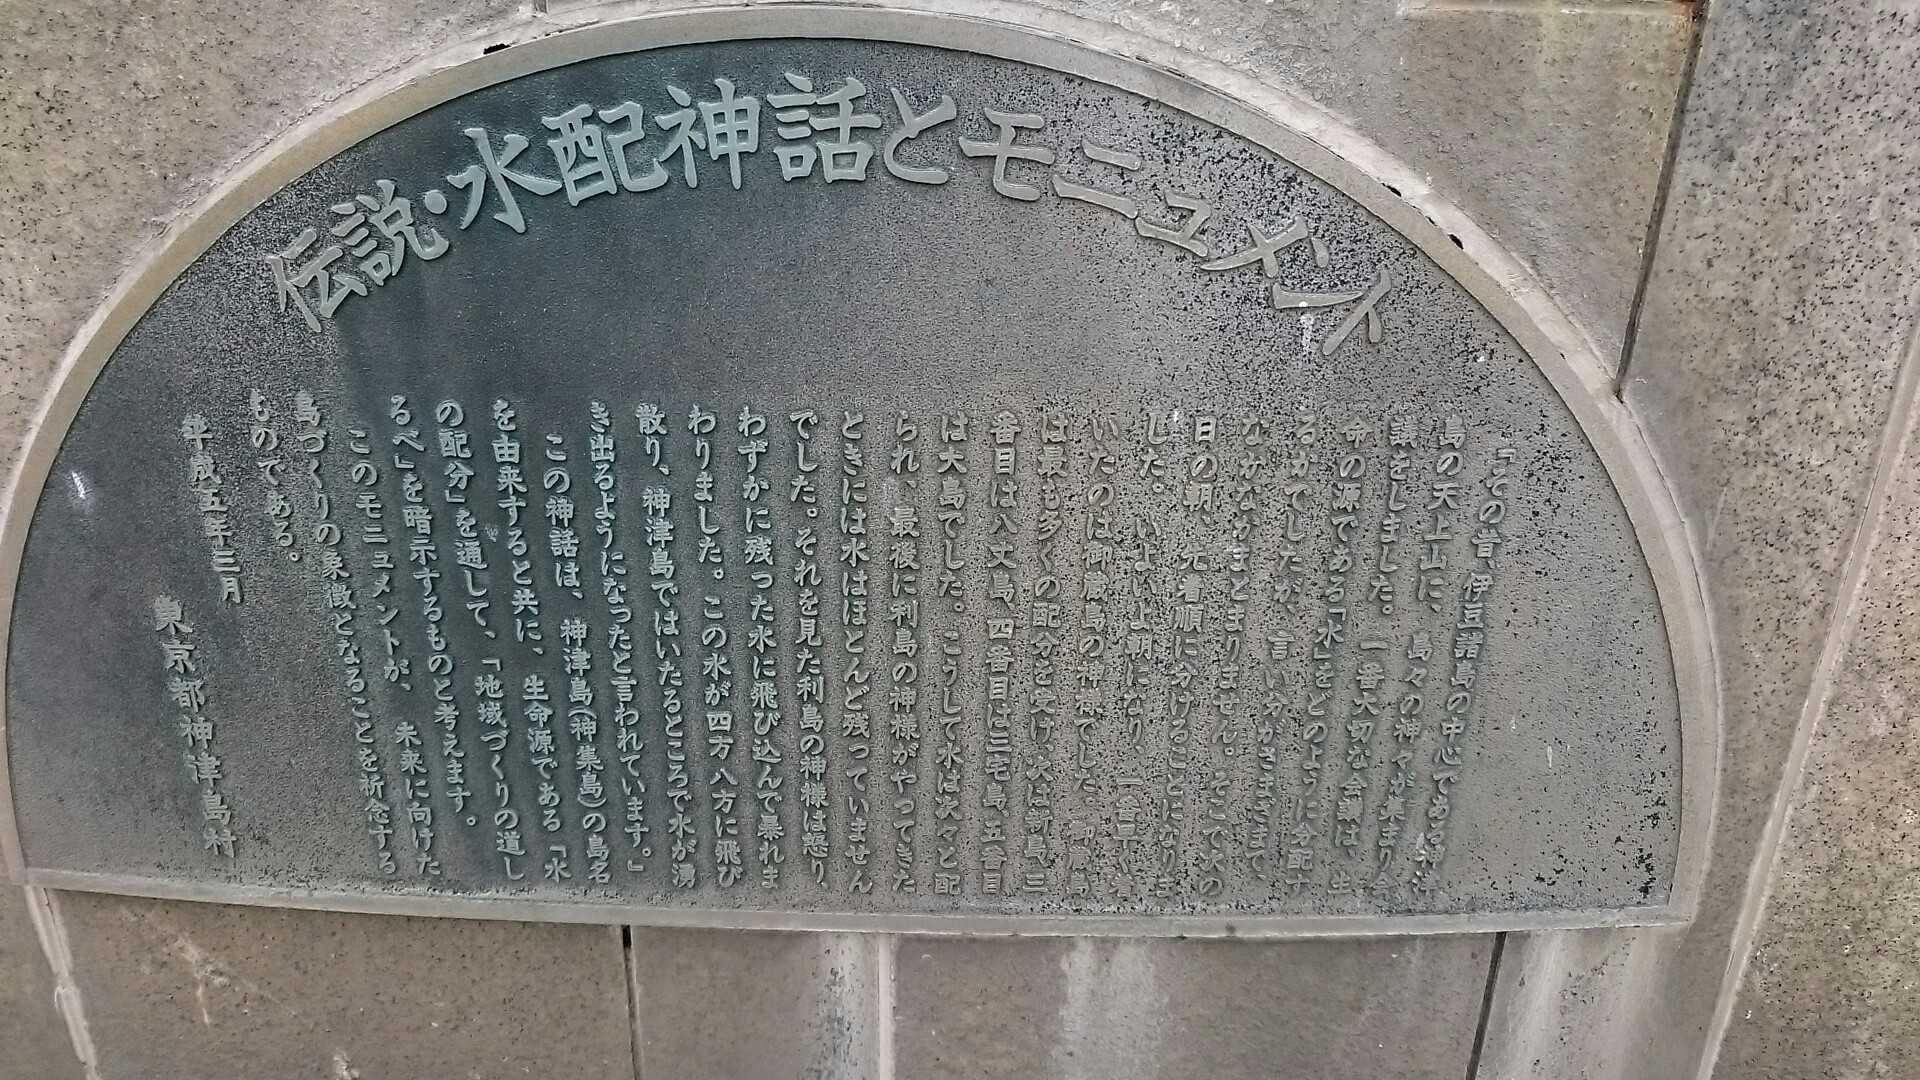 伝説・水配神話とモニュメント
「その昔、伊豆諸島の中心である神津
島の天上山に、島々の神々が集まり会
議をしました。一番大切な会議は、生
命の源である「水」をどのように分配す
るかでしたが、言い分がさまざまで、
なかなかまとまりません。そこで次の
日の朝、先着順に分けることになりま
した。いよいよ朝になり、一番早く着
いたのは御蔵島の神様でした。御蔵島
は最も多くの配分を受け、次は新島、三
番目は八丈島、四番目は三宅島、五番目
は大島でした。こうして水は次々と配
られ、最後に利島の神様がやってきた
ときには水はほとんど残っていません
でした。それを見た利島の神様は怒り、
わずかに残った水に飛び込んで暴れま
わりました。この水が四方八方に飛び
散り、神津島ではいたるところで水が湧
き出るようになったと言われています。」
この神話は、神津島(神集島)の島名
を由来すると共に、生命源である「水
の配分」を通して、「地域づくりの道し
るべ」を暗示するものと考えます。
このモニュメントが、未来に向けた
島づくりの象徴となることを祈念する
ものである。
平成五年三月
東京都神津島村